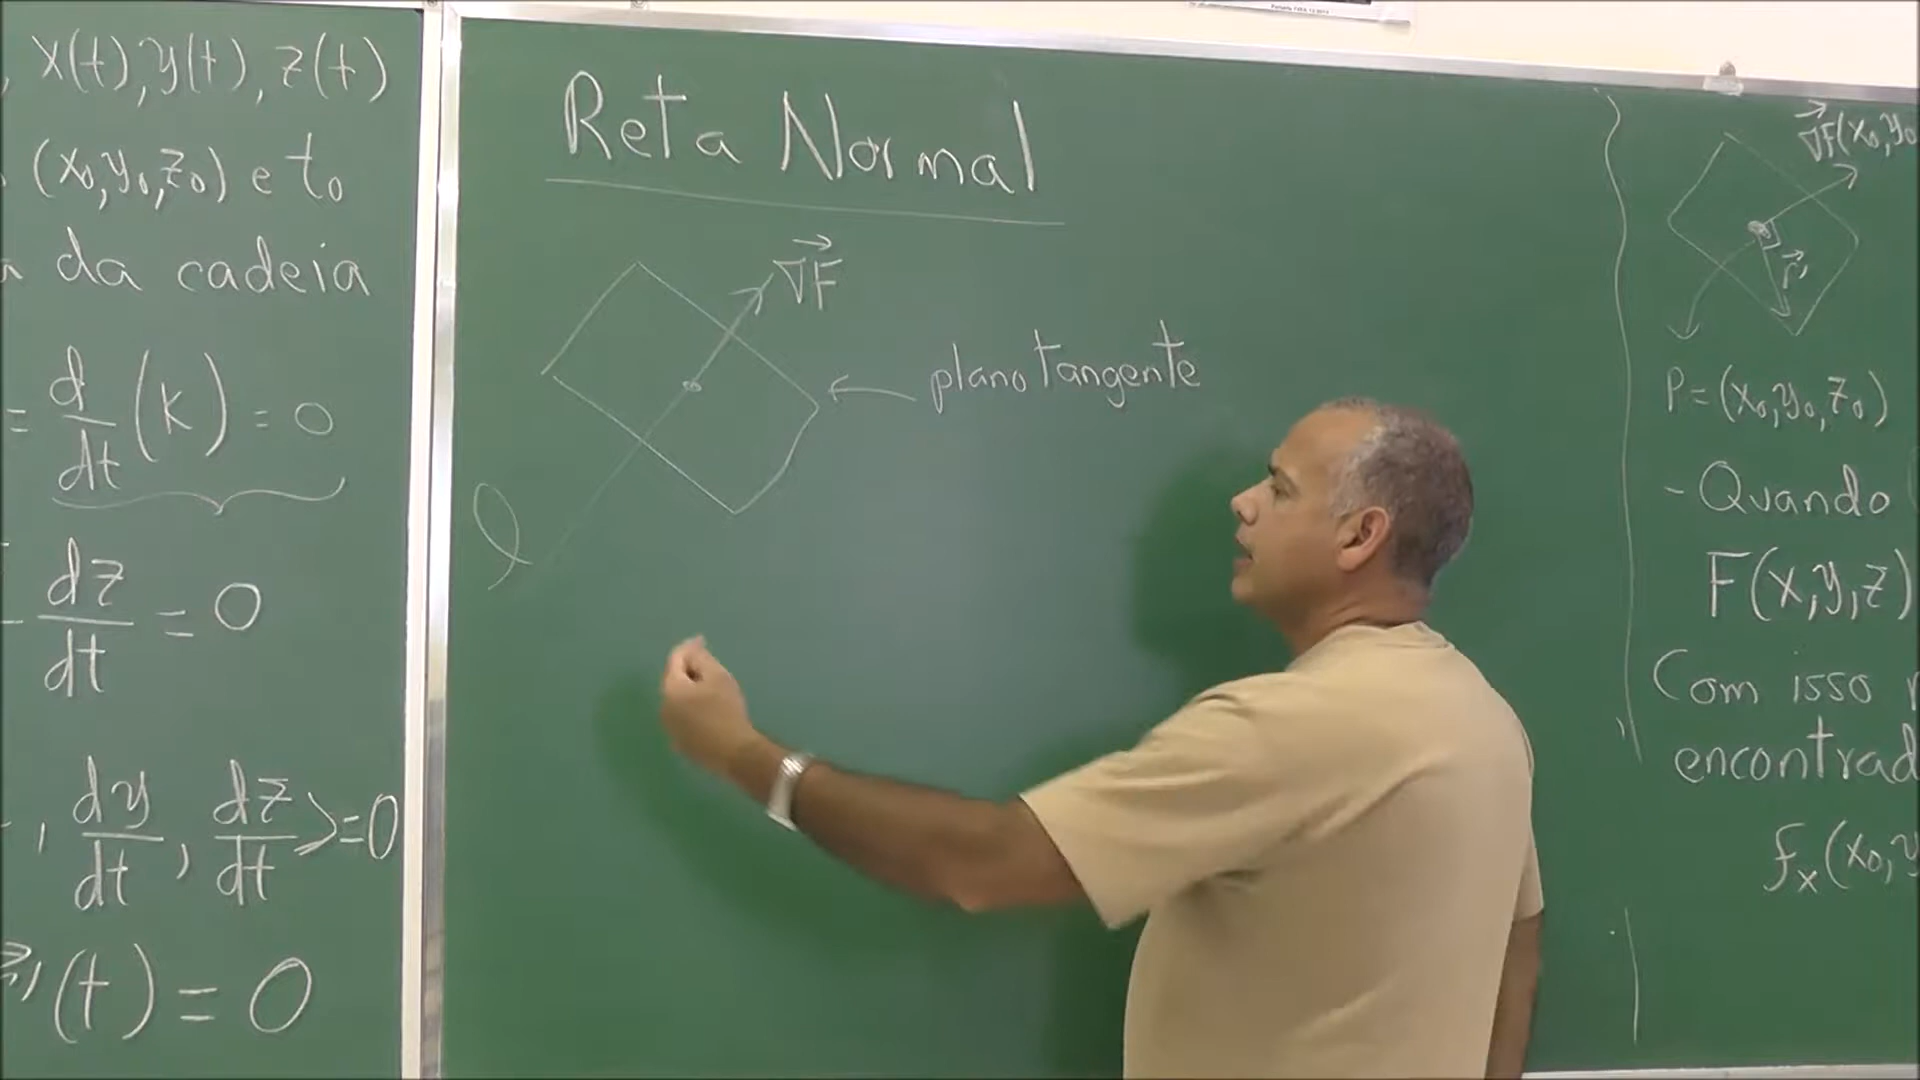 , x(t), y(t), z(t)
(x₀, y₀, z₀) e t₀
da cadeia
= d/dt (K) = 0
dz/dt = 0
, dy/dt, dz/dt > = 0
'(t) = 0
Reta Normal
∇F
plano tangente
l
∇F(x₀, y₀
r'
P = (x₀, y₀, z₀)
- Quando
F(x, y, z)
Com isso
encontrad
fₓ(x₀, y